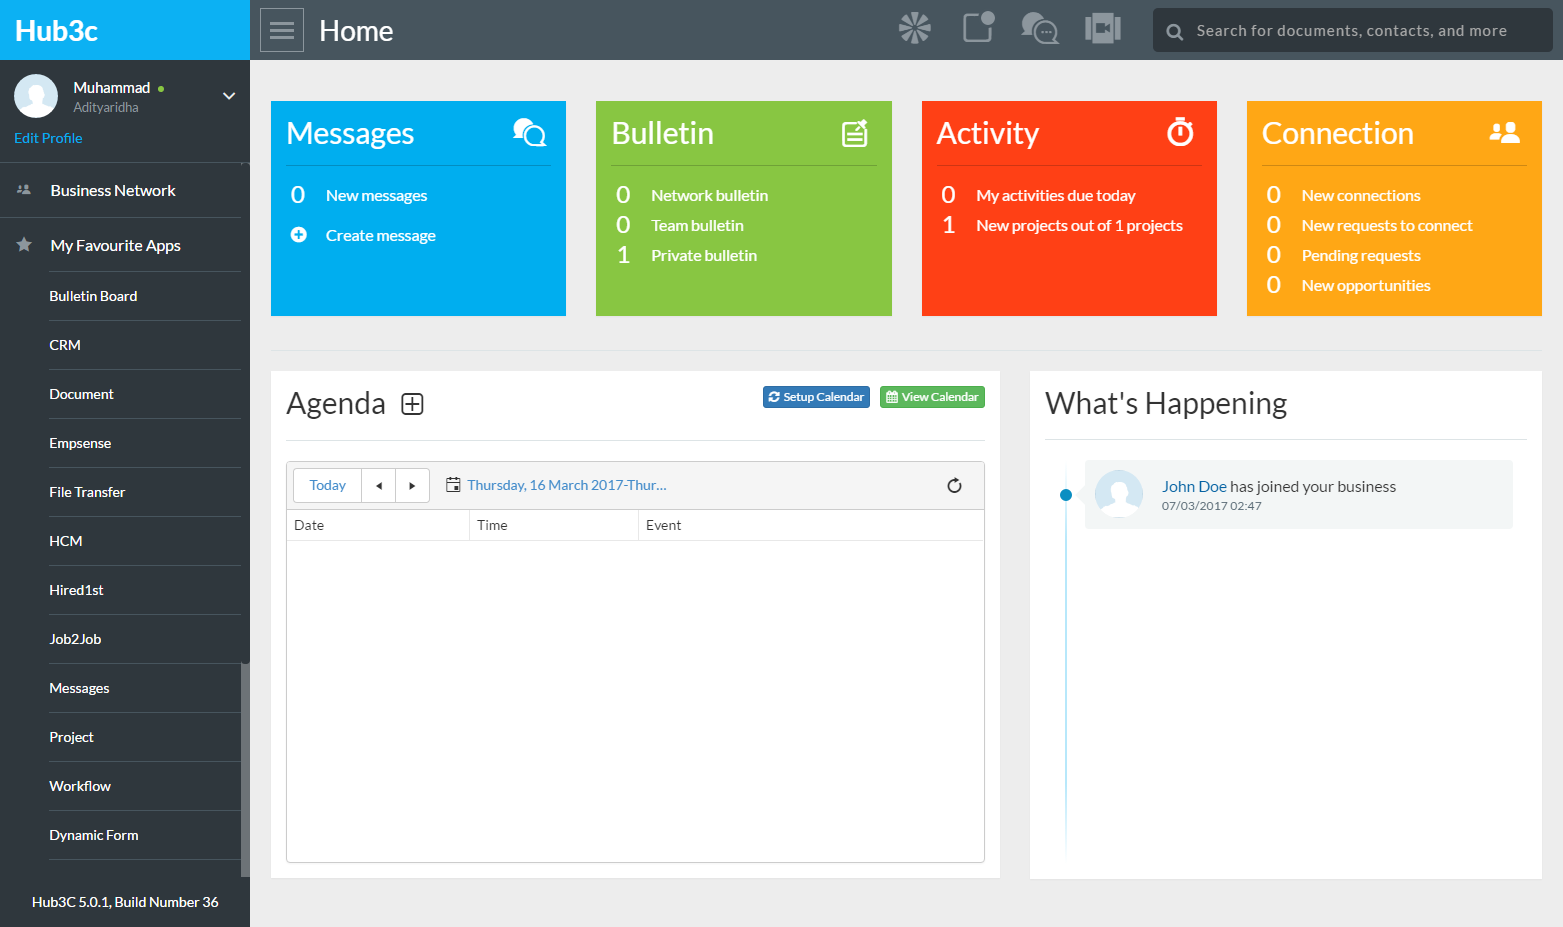 Hub3c
Home
Search for documents, contacts, and more
Muhammad
Adityaridha
Edit Profile
Business Network
My Favourite Apps
Bulletin Board
CRM
Document
Empsense
File Transfer
HCM
Hired1st
Job2Job
Messages
Project
Workflow
Dynamic Form
Hub3C 5.0.1, Build Number 36
Messages
0 New messages
Create message
Bulletin
0 Network bulletin
0 Team bulletin
1 Private bulletin
Activity
0 My activities due today
1 New projects out of 1 projects
Connection
0 New connections
0 New requests to connect
0 Pending requests
0 New opportunities
Agenda
Setup Calendar
View Calendar
Today
Thursday, 16 March 2017-Thur...
Date Time Event
What's Happening
John Doe has joined your business
07/03/2017 02:47